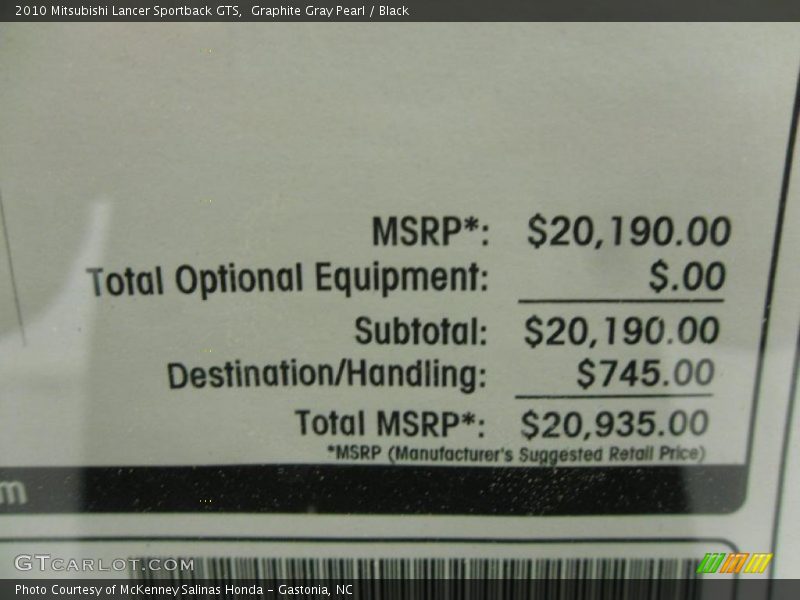 2010 Mitsubishi Lancer Sportback GTS, Graphite Gray Pearl / Black
MSRP*: $20,190.00
Total Optional Equipment: $.00
Subtotal: $20,190.00
Destination/Handling: $745.00
Total MSRP*: $20,935.00
*MSRP (Manufacturer's Suggested Retail Price)
m
GTcarlot.com
Photo Courtesy of McKenney Salinas Honda - Gastonia, NC